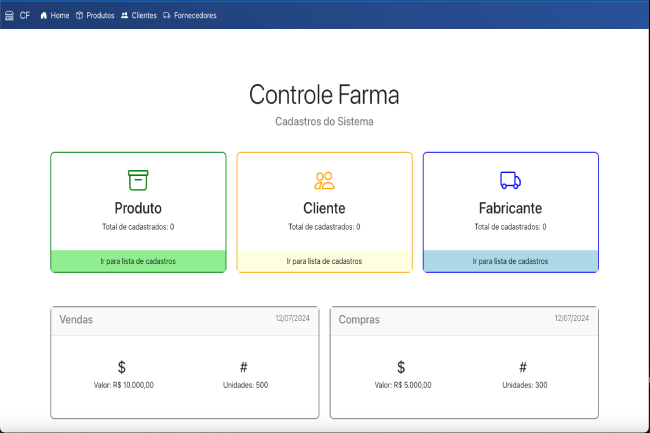 CF Home Produtos Clientes Fornecedores
Controle Farma
Cadastros do Sistema
Produto
Total de cadastrados: 0
Ir para lista de cadastros
Cliente
Total de cadastrados: 0
Ir para lista de cadastros
Fabricante
Total de cadastrados: 0
Ir para lista de cadastros
Vendas 12/07/2024
$ #
Valor: R$ 10.000,00 Unidades: 500
Compras 12/07/2024
$ #
Valor: R$ 5.000,00 Unidades: 300